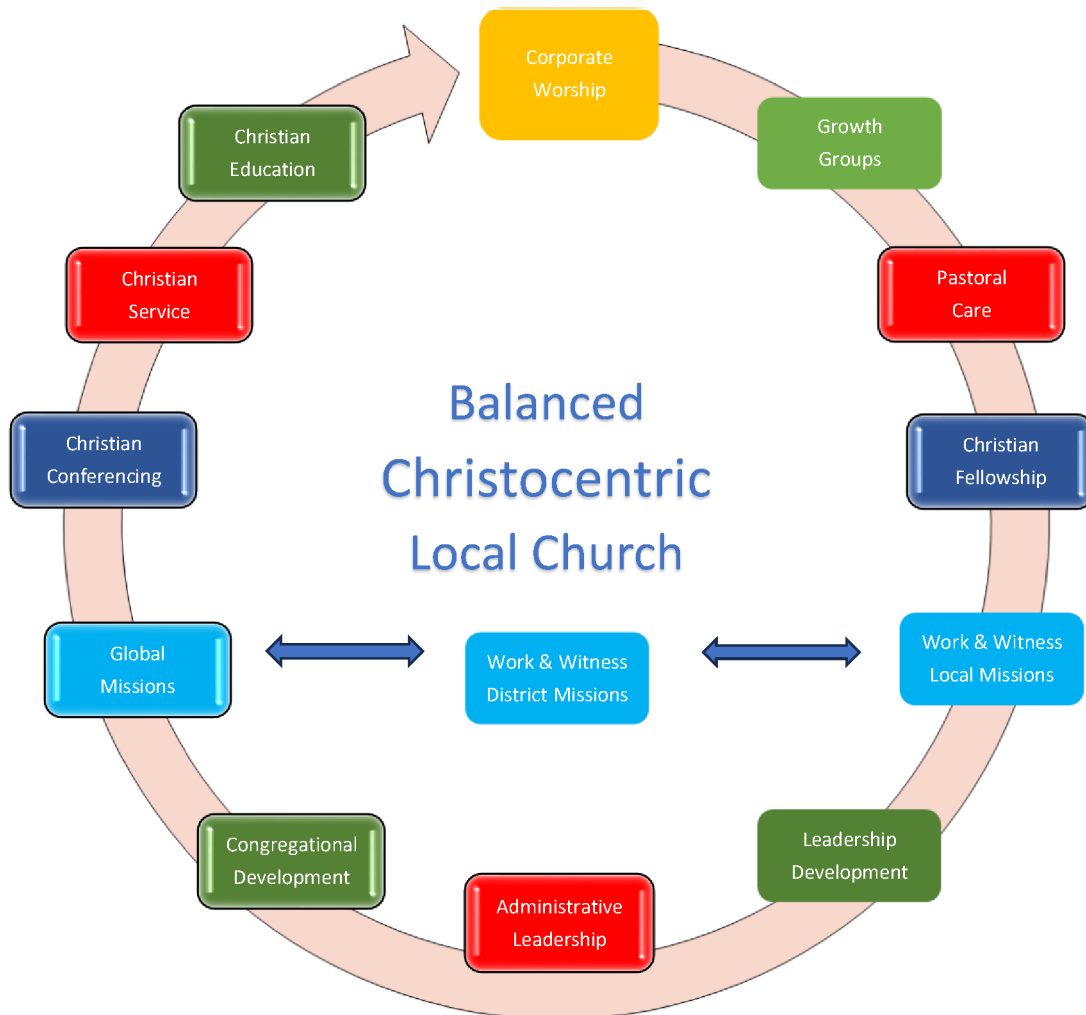 Corporate
Worship
Growth
Groups
Pastoral
Care
Christian
Fellowship
Work & Witness
Local Missions
Leadership
Development
Administrative
Leadership
Congregational
Development
Global
Missions
Christian
Conferencing
Christian
Service
Christian
Education
Balanced
Christocentric
Local Church
Work & Witness
District Missions